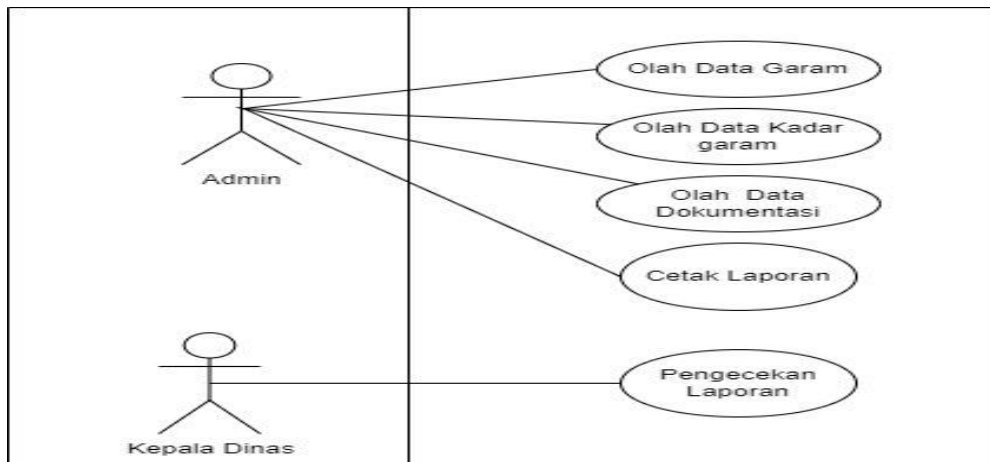 Olah Data Garam
Olah Data Kadar
garam
Olah Data
Dokumentasi
Cetak Laporan
Admin
Pengecekan
Laporan
Kepala Dinas